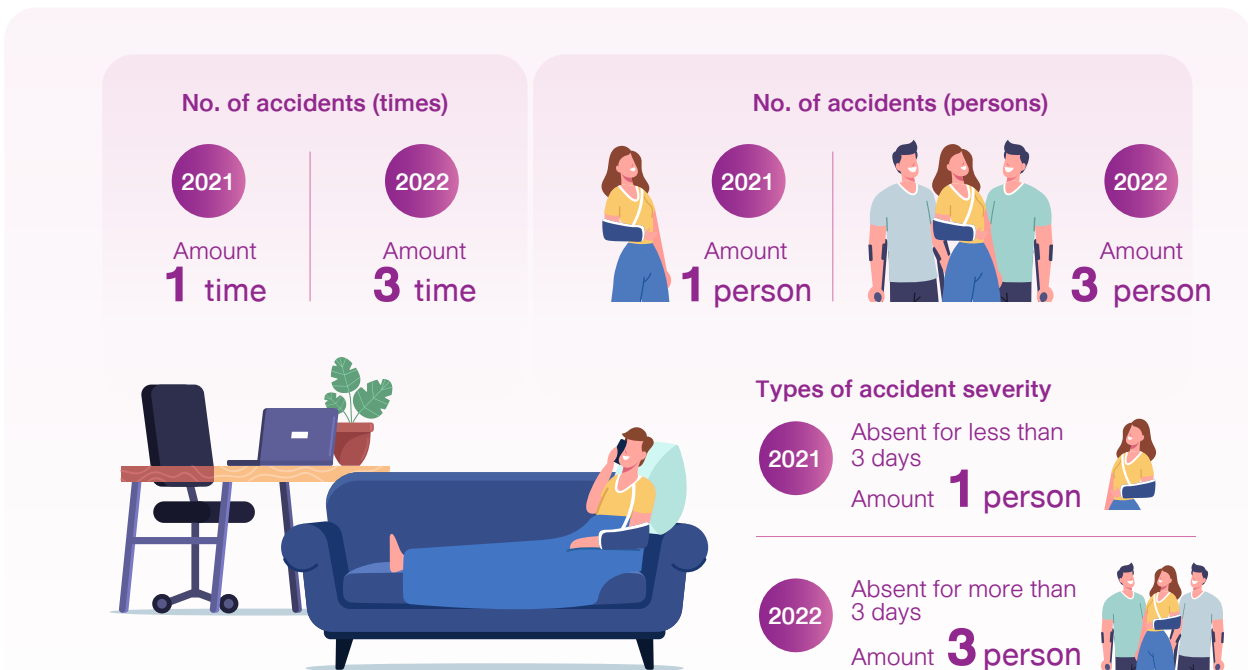 No. of accidents (times)
2021
Amount
1 time
2022
Amount
3 time
No. of accidents (persons)
2021
Amount
1 person
2022
Amount
3 person
Types of accident severity
2021
Absent for less than
3 days
Amount 1 person
2022
Absent for more than
3 days
Amount 3 person